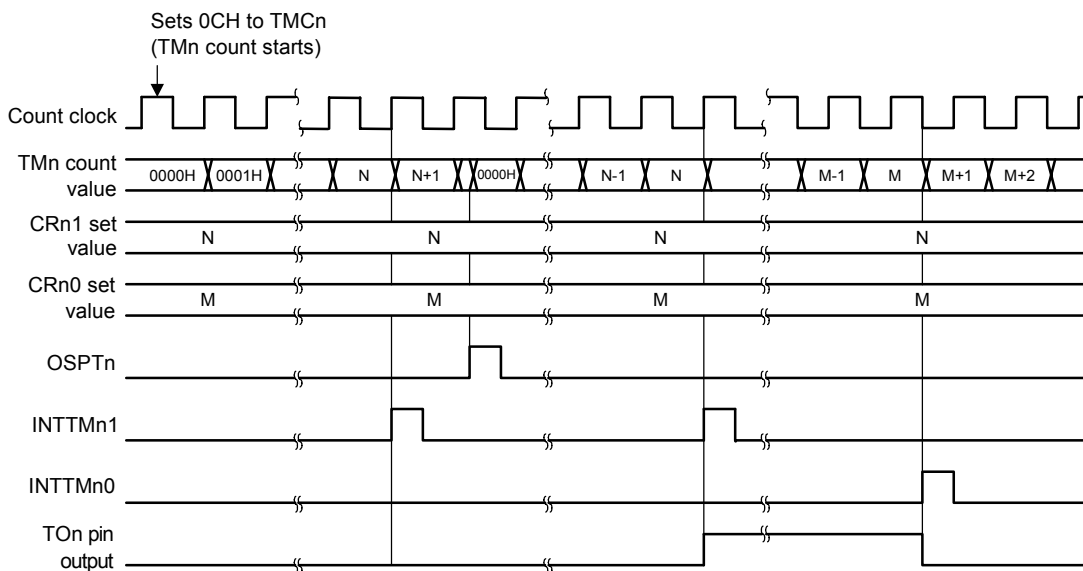 Sets 0CH to TMCn
(TMn count starts)
Count clock
TMn count
value
0000H 0001H N N+1 0000H N-1 N M-1 M M+1 M+2
CRn1 set
value
N N N N
CRn0 set
value
M M M M
OSPTn
INTTMn1
INTTMn0
TOn pin
output